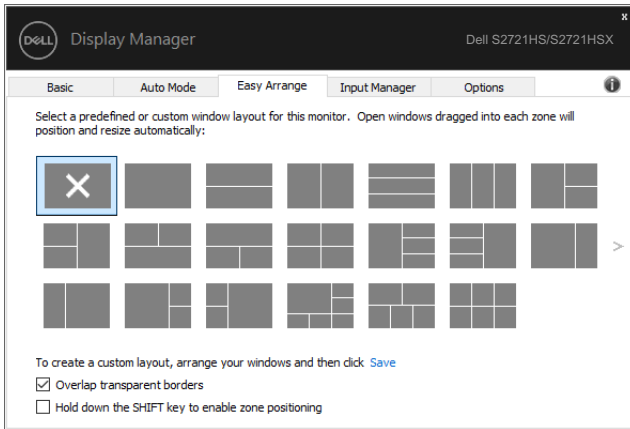 x
DELL Display Manager Dell S2721HS/S2721HSX
Basic Auto Mode Easy Arrange Input Manager Options i
Select a predefined or custom window layout for this monitor. Open windows dragged into each zone will
position and resize automatically:
>
To create a custom layout, arrange your windows and then click Save
Overlap transparent borders
Hold down the SHIFT key to enable zone positioning